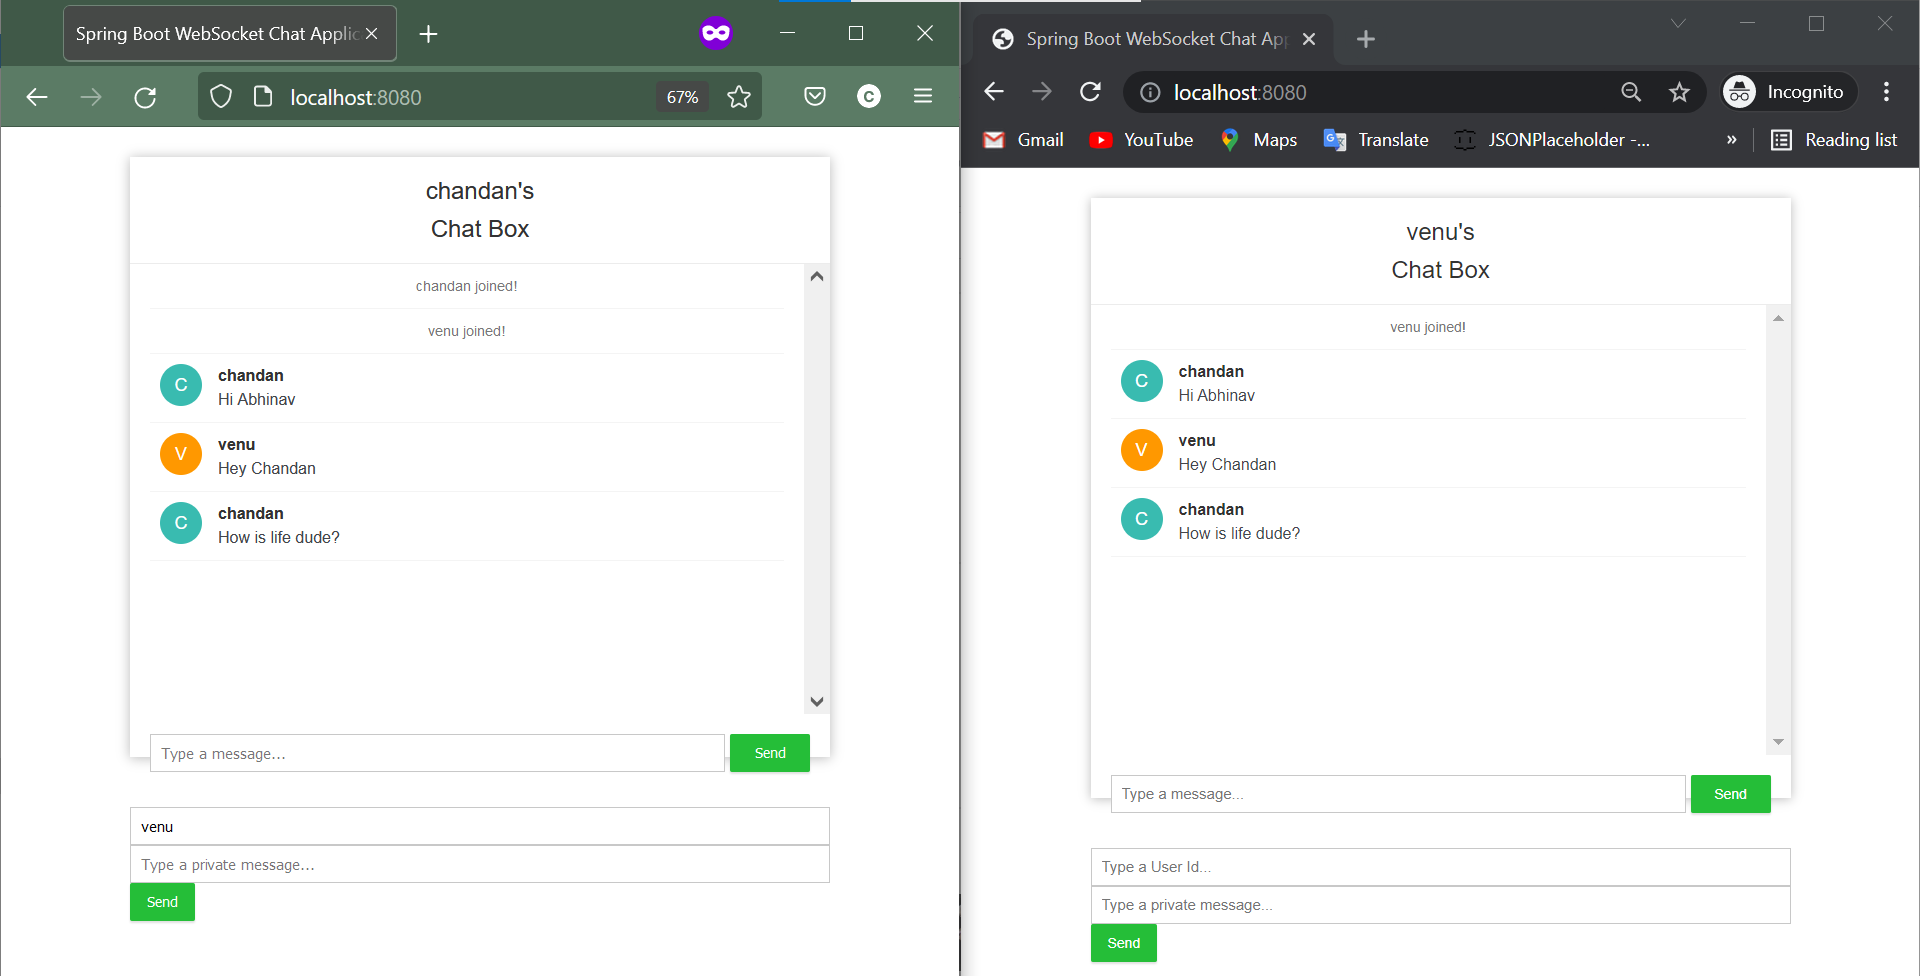 Spring Boot WebSocket Chat Applic
localhost:8080
67%
C
chandan's
Chat Box
chandan joined!
venu joined!
C
chandan
Hi Abhinav
V
venu
Hey Chandan
C
chandan
How is life dude?
Type a message...
Send
venu
Type a private message...
Send
Spring Boot WebSocket Chat App
localhost:8080
Incognito
Gmail
YouTube
Maps
Translate
JSONPlaceholder -...
»
Reading list
venu's
Chat Box
venu joined!
C
chandan
Hi Abhinav
V
venu
Hey Chandan
C
chandan
How is life dude?
Type a message...
Send
Type a User Id...
Type a private message...
Send